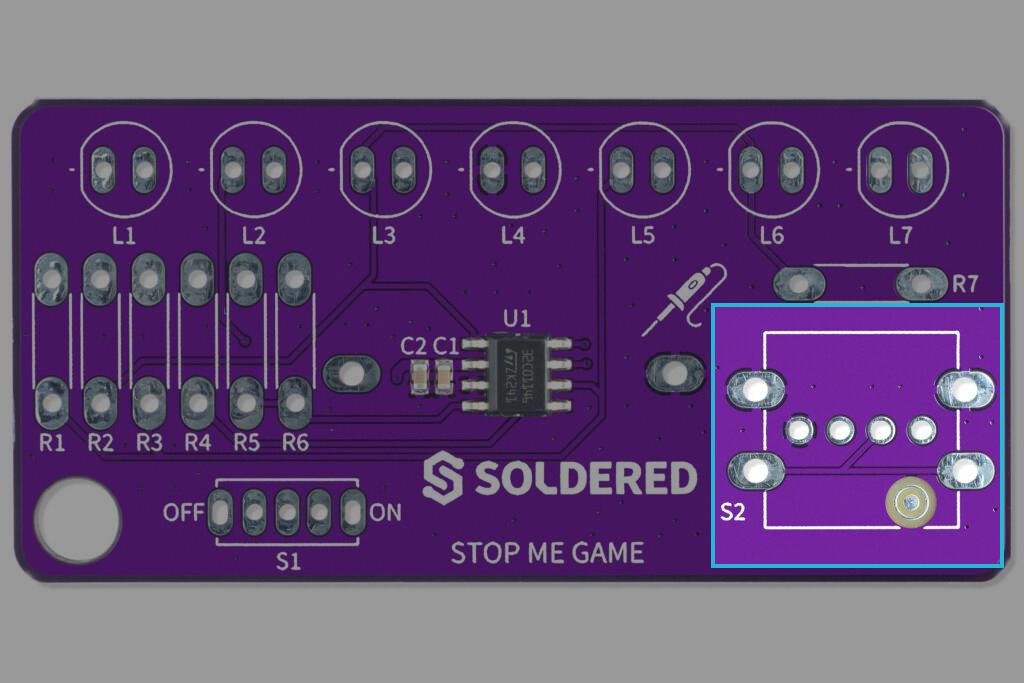 L1 L2 L3 L4 L5 L6 L7
R7
U1
C2 C1
R1 R2 R3 R4 R5 R6
SOLDERED
OFF ON
S2
STOP ME GAME
S1